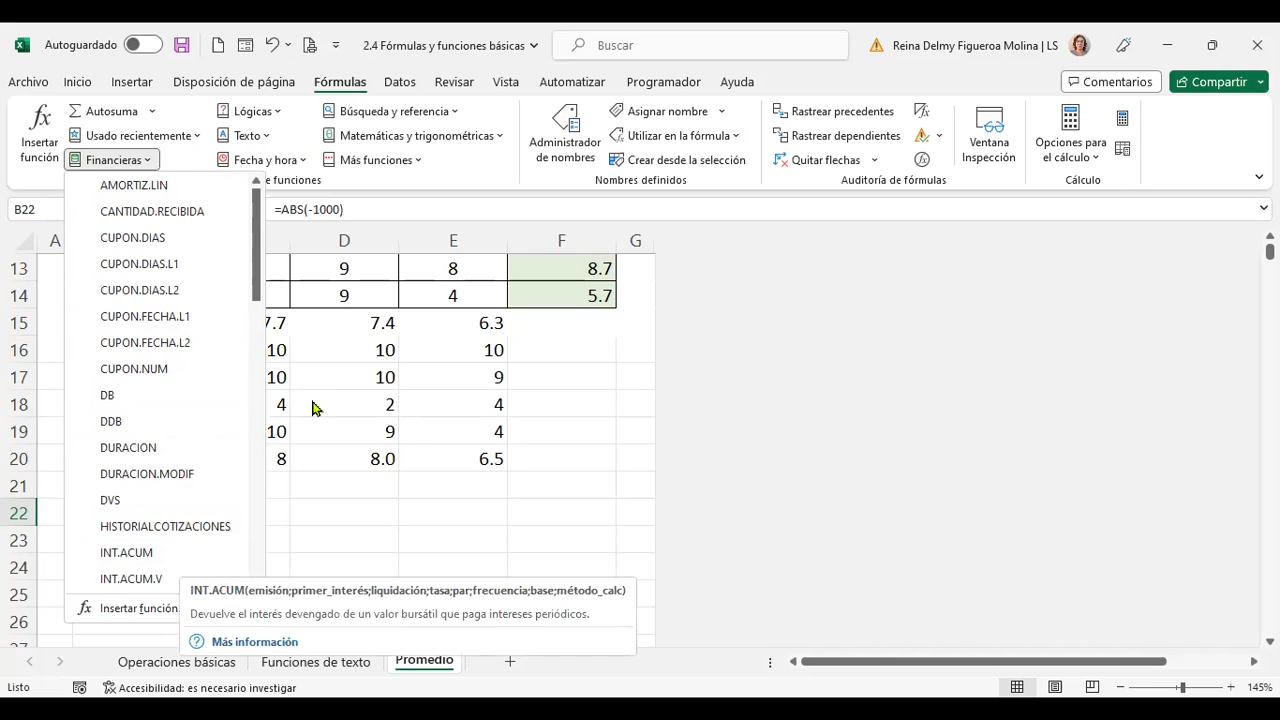 Autoguardado
2.4 Fórmulas y funciones básicas
Buscar
Reina Delmy Figueroa Molina | LS
Archivo Inicio Insertar Disposición de página Fórmulas Datos Revisar Vista Automatizar Programador Ayuda Comentarios Compartir
Insertar función
Autosuma
Usado recientemente
Financieras
Lógicas
Texto
Fecha y hora
Búsqueda y referencia
Matemáticas y trigonométricas
Más funciones
de funciones
Administrador de nombres
Asignar nombre
Utilizar en la fórmula
Crear desde la selección
Nombres definidos
Rastrear precedentes
Rastrear dependientes
Quitar flechas
Auditoría de fórmulas
Ventana Inspección
Opciones para el cálculo
Cálculo
B22
=ABS(-1000)
AMORTIZ.LIN
CANTIDAD.RECIBIDA
CUPON.DIAS
CUPON.DIAS.L1
CUPON.DIAS.L2
CUPON.FECHA.L1
CUPON.FECHA.L2
CUPON.NUM
DB
DDB
DURACION
DURACION.MODIF
DVS
HISTORIALCOTIZACIONES
INT.ACUM
INT.ACUM.V
fx Insertar función
INT.ACUM(emisión;primer_interés;liquidación;tasa;par;frecuencia;base;método_calc)
Devuelve el interés devengado de un valor bursátil que paga intereses periódicos.
Más información
A D E F G
13 9 8 8.7
14 9 4 5.7
15 7.7 7.4 6.3
16 10 10 10
17 10 10 9
18 4 2 4
19 10 9 4
20 8 8.0 6.5
21
22
23
24
25
26
Operaciones básicas Funciones de texto Promedio
Listo Accesibilidad: es necesario investigar 145%